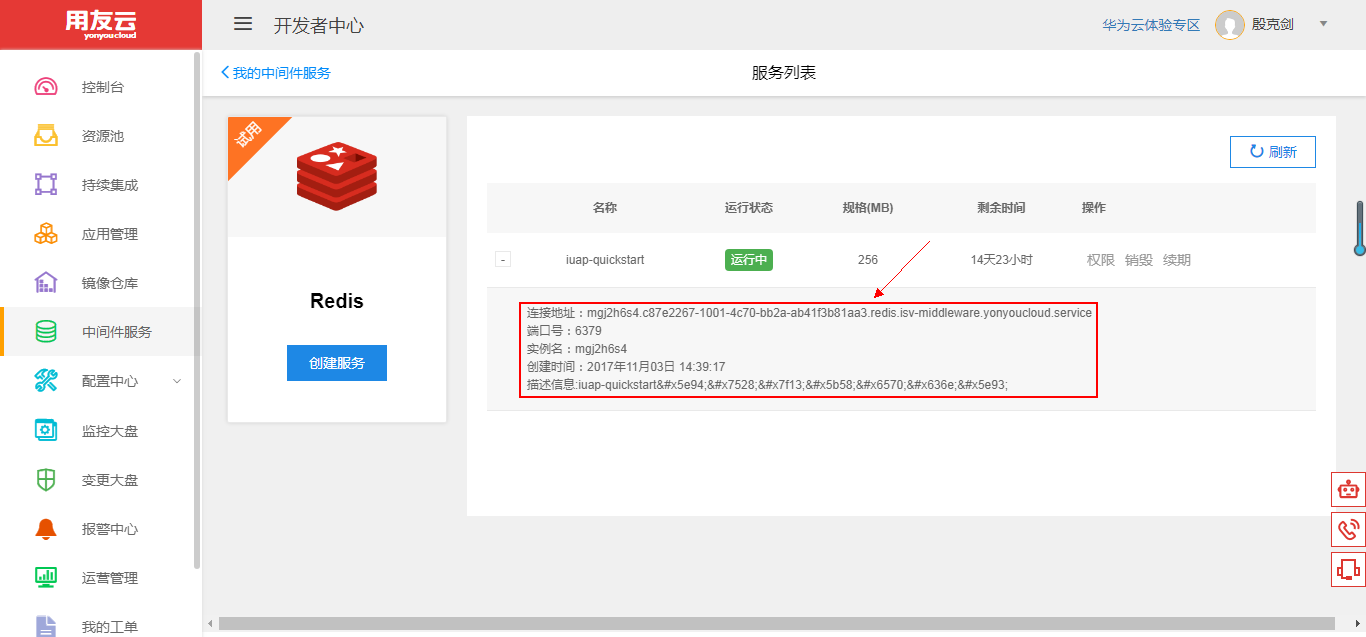 用友云
yonyoucloud
开发者中心
华为云体验专区
殷克剑
我的中间件服务
服务列表
控制台
资源池
持续集成
应用管理
镜像仓库
中间件服务
配置中心
监控大盘
变更大盘
报警中心
运营管理
我的工单
试用
Redis
创建服务
刷新
名称 运行状态 规格(MB) 剩余时间 操作
- iuap-quickstart 运行中 256 14天23小时 权限 销毁 续期
连接地址：mgj2h6s4.c87e2267-1001-4c70-bb2a-ab41f3b81aa3.redis.isv-middleware.yonyoucloud.service
端口号：6379
实例名：mgj2h6s4
创建时间：2017年11月03日 14:39:17
描述信息:iuap-quickstart&#x5e94;&#x7528;&#x7f13;&#x5b58;&#x6570;&#x636e;&#x5e93;